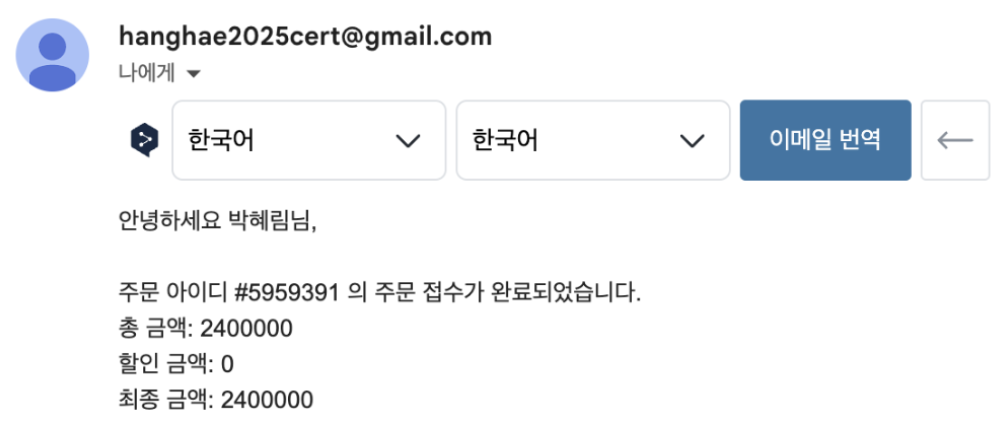 hanghae2025cert@gmail.com
나에게
한국어 한국어 이메일 번역
안녕하세요 박혜림님,
주문 아이디 #5959391 의 주문 접수가 완료되었습니다.
총 금액: 2400000
할인 금액: 0
최종 금액: 2400000